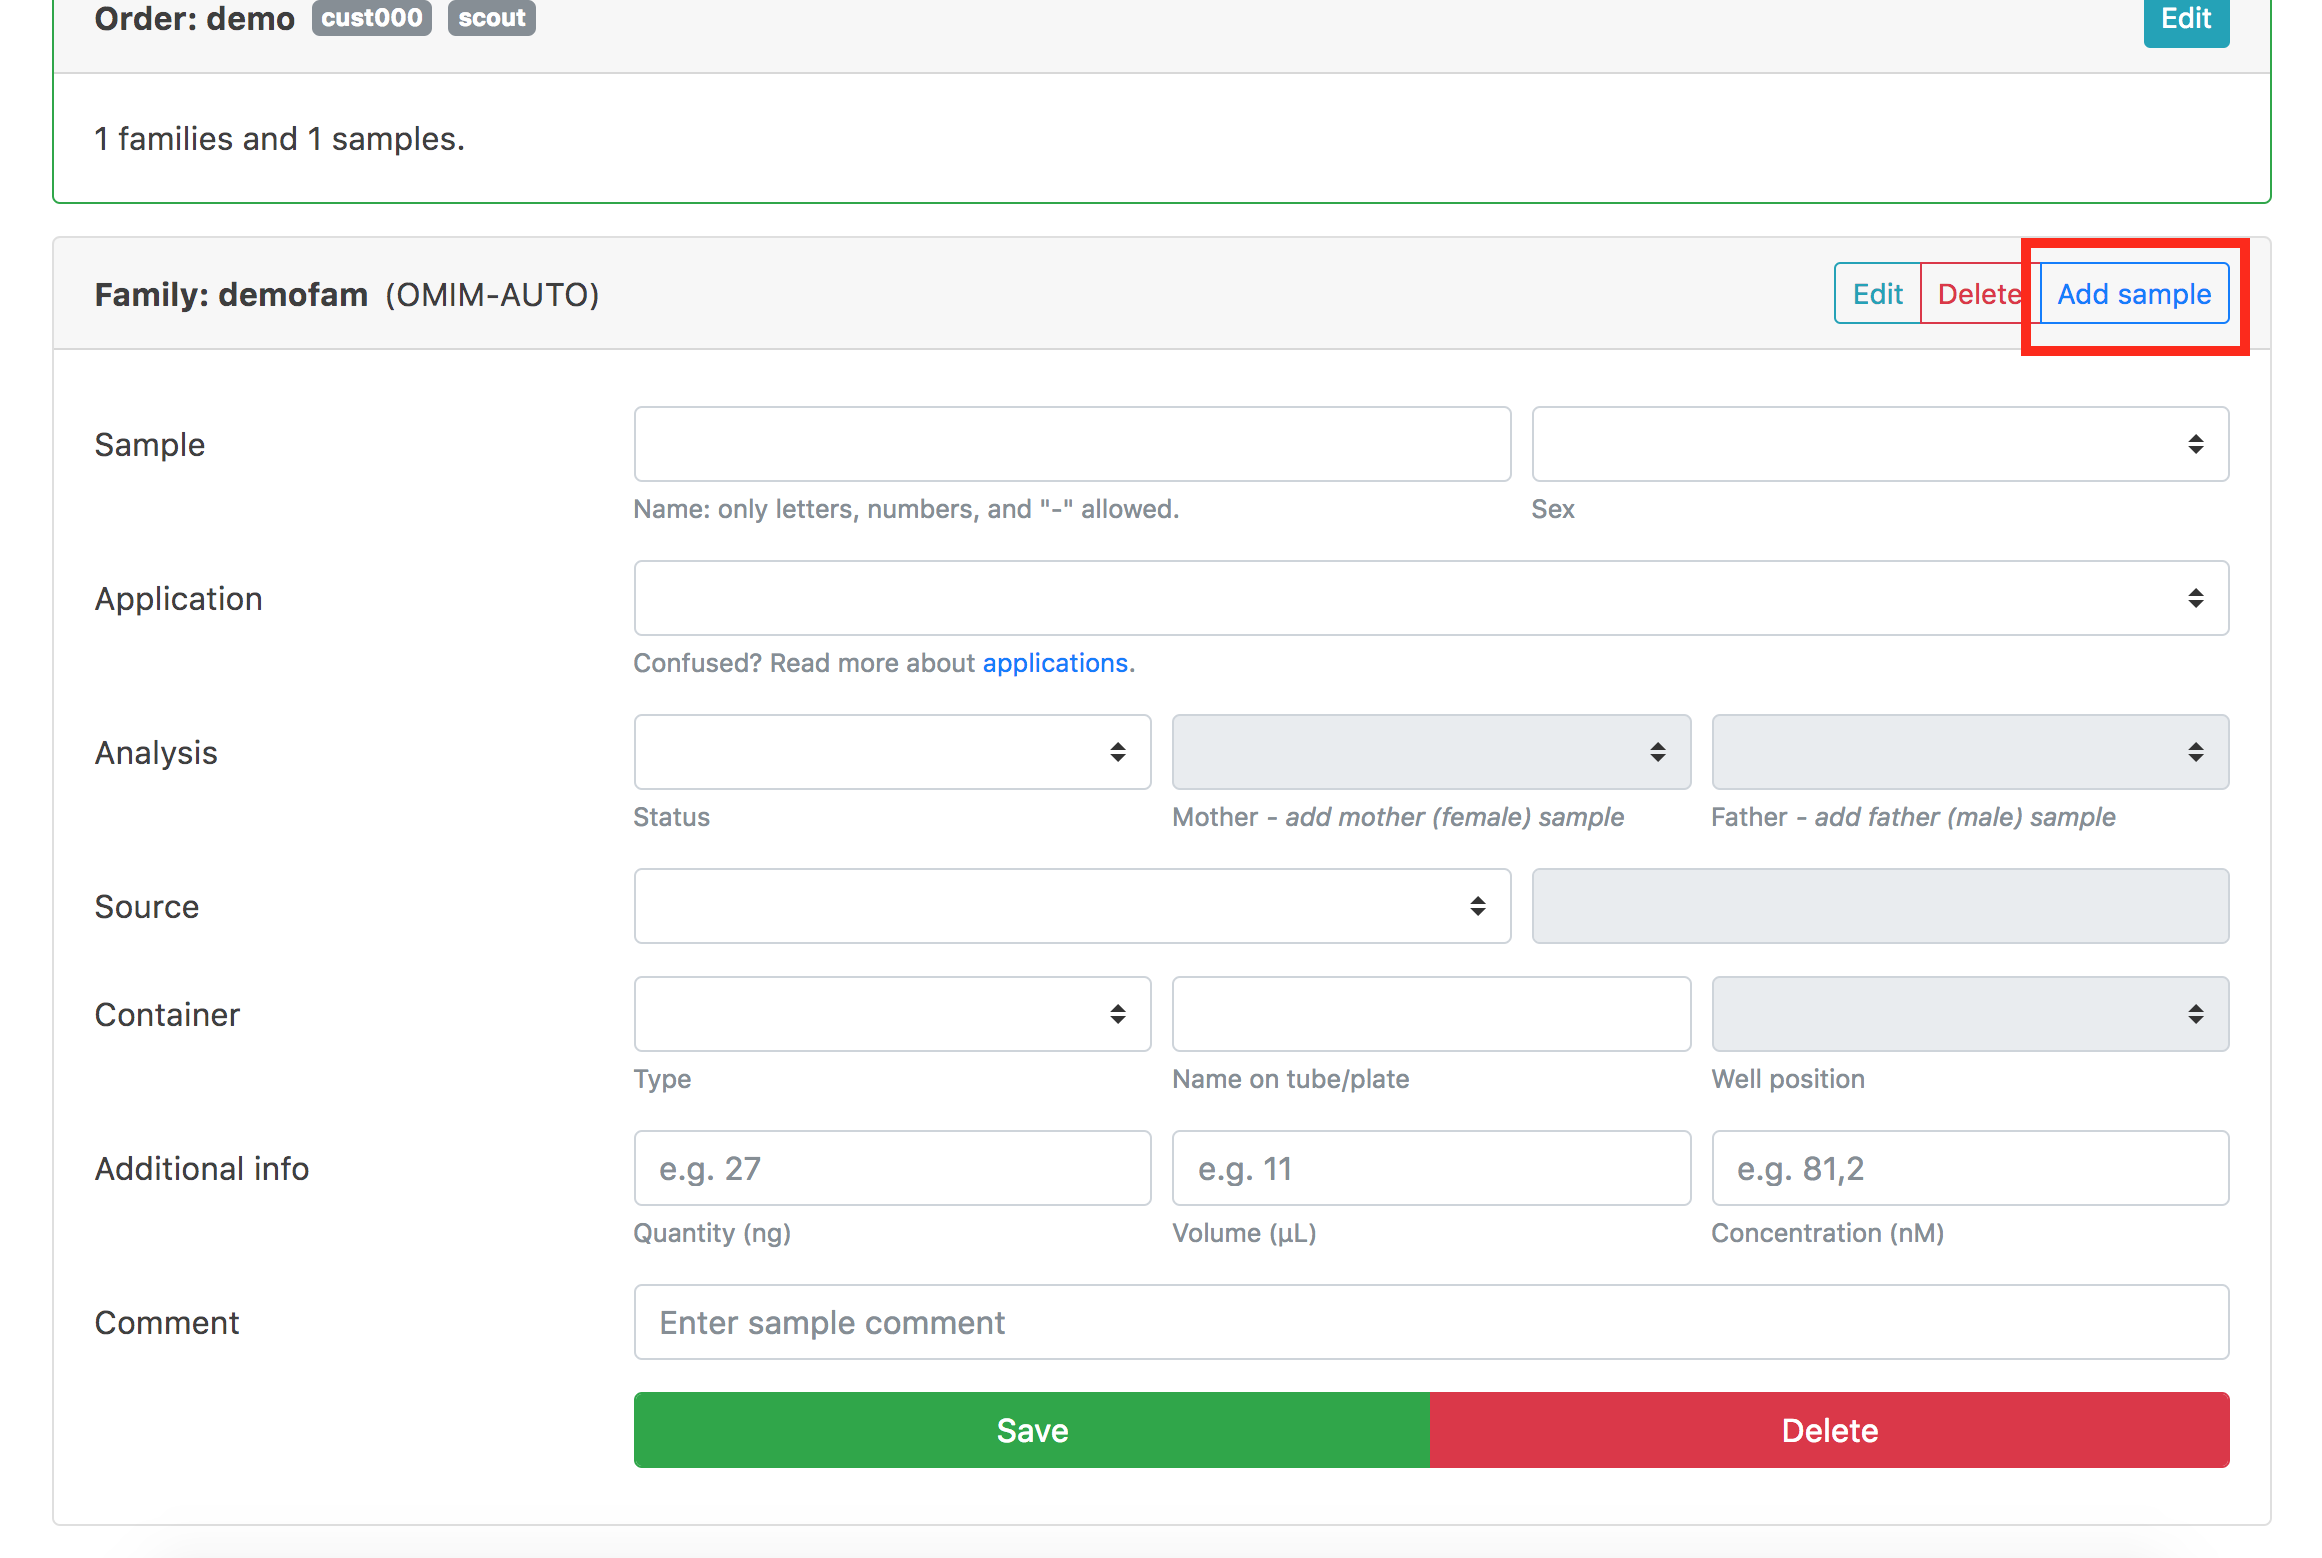 Order: demo cust000 scout Edit
1 families and 1 samples.
Family: demofam (OMIM-AUTO) Edit Delete Add sample
Sample
Name: only letters, numbers, and "-" allowed. Sex
Application
Confused? Read more about applications.
Analysis
Status Mother - add mother (female) sample Father - add father (male) sample
Source
Container
Type Name on tube/plate Well position
Additional info e.g. 27 e.g. 11 e.g. 81,2
Quantity (ng) Volume (µL) Concentration (nM)
Comment Enter sample comment
Save Delete